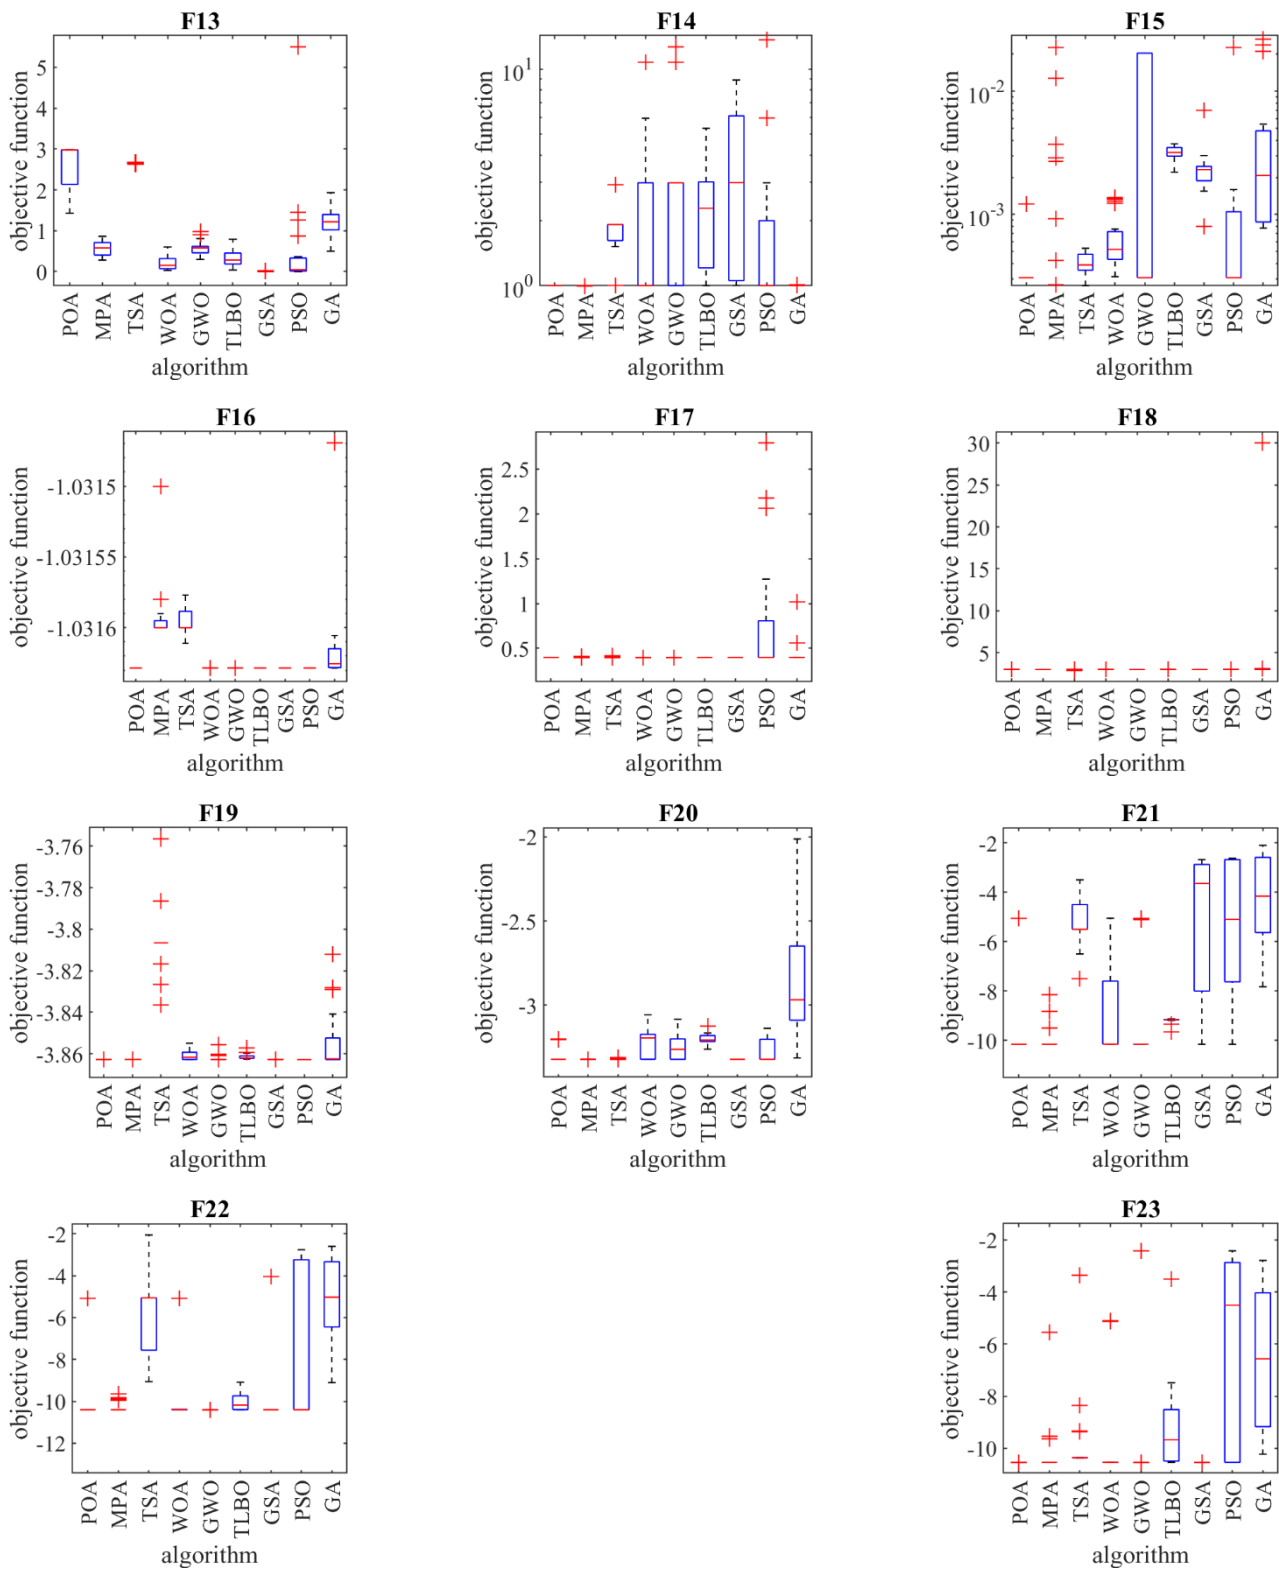 F13
objective function
5
4
3
2
1
0
POA
MPA
TSA
WOA
GWO
TLBO
GSA
PSO
GA
algorithm
F14
objective function
10^1
10^0
POA
MPA
TSA
WOA
GWO
TLBO
GSA
PSO
GA
algorithm
F15
objective function
10^-2
10^-3
POA
MPA
TSA
WOA
GWO
TLBO
GSA
PSO
GA
algorithm
F16
objective function
-1.0315
-1.03155
-1.0316
POA
MPA
TSA
WOA
GWO
TLBO
GSA
PSO
GA
algorithm
F17
objective function
2.5
2
1.5
1
0.5
POA
MPA
TSA
WOA
GWO
TLBO
GSA
PSO
GA
algorithm
F18
objective function
30
25
20
15
10
5
POA
MPA
TSA
WOA
GWO
TLBO
GSA
PSO
GA
algorithm
F19
objective function
-3.76
-3.78
-3.8
-3.82
-3.84
-3.86
POA
MPA
TSA
WOA
GWO
TLBO
GSA
PSO
GA
algorithm
F20
objective function
-2
-2.5
-3
POA
MPA
TSA
WOA
GWO
TLBO
GSA
PSO
GA
algorithm
F21
objective function
-2
-4
-6
-8
-10
POA
MPA
TSA
WOA
GWO
TLBO
GSA
PSO
GA
algorithm
F22
objective function
-2
-4
-6
-8
-10
-12
POA
MPA
TSA
WOA
GWO
TLBO
GSA
PSO
GA
algorithm
F23
objective function
-2
-4
-6
-8
-10
POA
MPA
TSA
WOA
GWO
TLBO
GSA
PSO
GA
algorithm